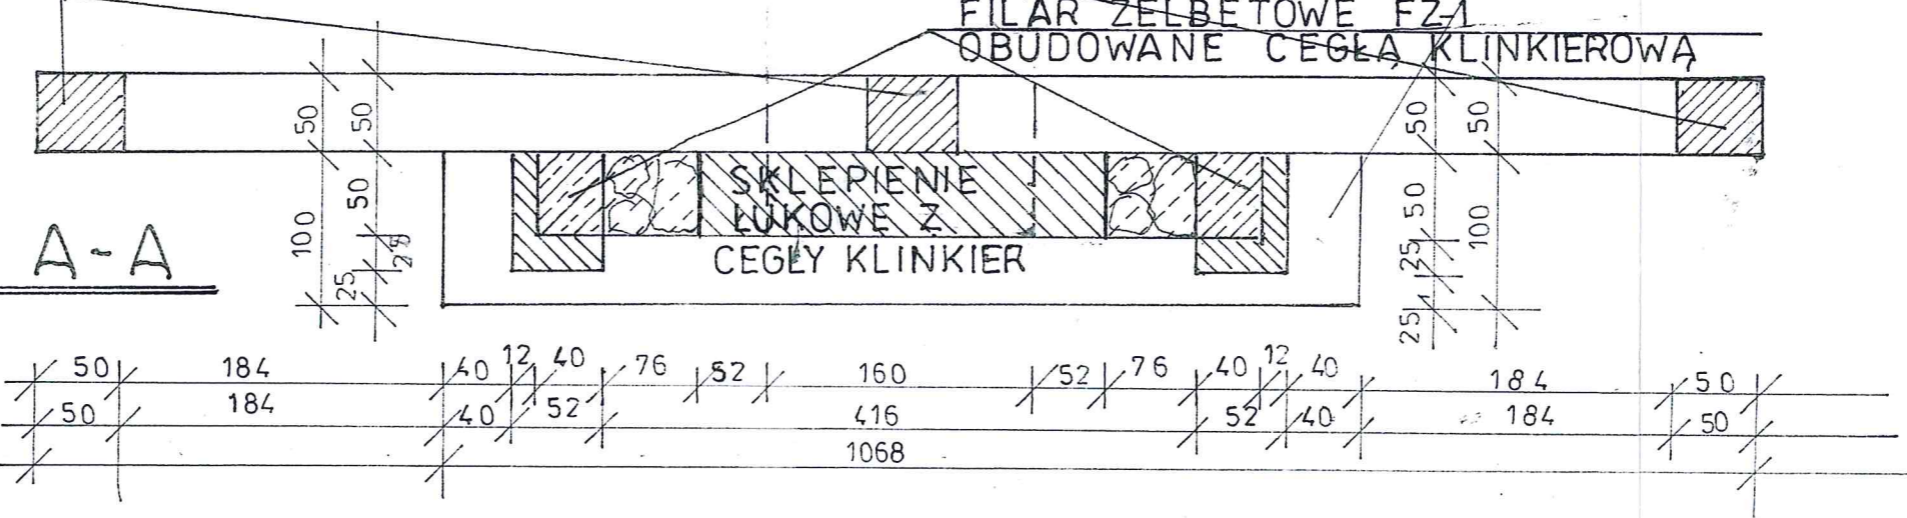 FILAR ŻELBETOWE FZ-1
OBUDOWANE CEGŁĄ KLINKIEROWĄ
50 50 50 50
SKLEPIENIE
ŁUKOWE Z
CEGŁY KLINKIER
A-A
100 50 25 25
50 100 25 25
50 184 40 12 40 76 52 160 52 76 40 12 40 184 50
50 184 40 52 416 52 40 184 50
1068